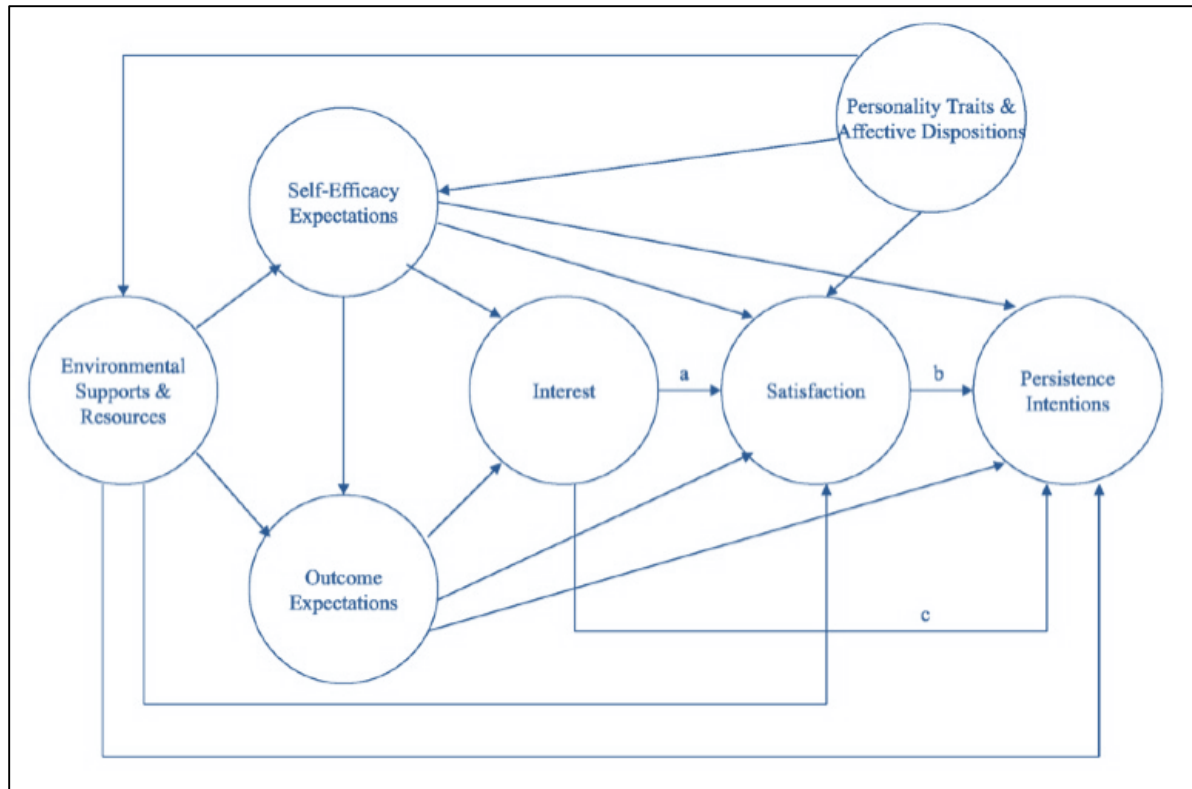 Personality Traits &
Affective Dispositions
Self-Efficacy
Expectations
Environmental
Supports &
Resources
Interest
a
Satisfaction
b
Persistence
Intentions
Outcome
Expectations
c